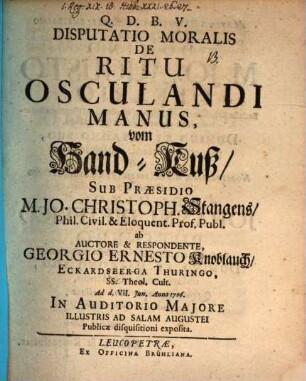 Q. D. B. V.
DISPUTATIO MORALIS
DE
RITU
OSCULANDI
MANUS,
vom
Hand-Kuß/
SUB PRÆSIDIO
M. JO. CHRISTOPH. Stangens/
Phil. Civil. & Eloquent. Prof. Publ.
ab
AUCTORE & RESPONDENTE,
GEORGIO ERNESTO Knoblauch/
ECKARDSBERGA THURINGO,
SS. Theol. Cult.
Ad d. VII. Jun. Anno
IN AUDITORIO MAJORE
ILLUSTRIS AD SALAM AUGUSTEI
Publicæ disquisitioni exposita.
LEUCOPETRÆ,
EX OFFICINA BRÜHLIANA.